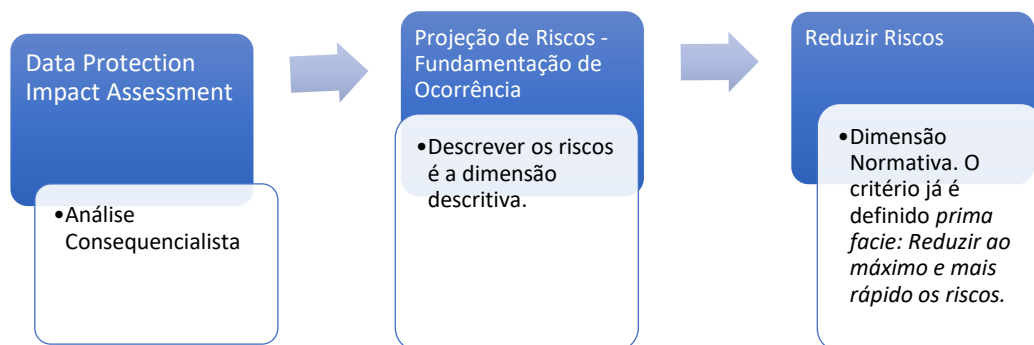 Data Protection
Impact Assessment
•Análise
Consequencialista
Projeção de Riscos -
Fundamentação de
Ocorrência
•Descrever os riscos
é a dimensão
descritiva.
Reduzir Riscos
•Dimensão
Normativa. O
critério já é
definido prima
facie: Reduzir ao
máximo e mais
rápido os riscos.